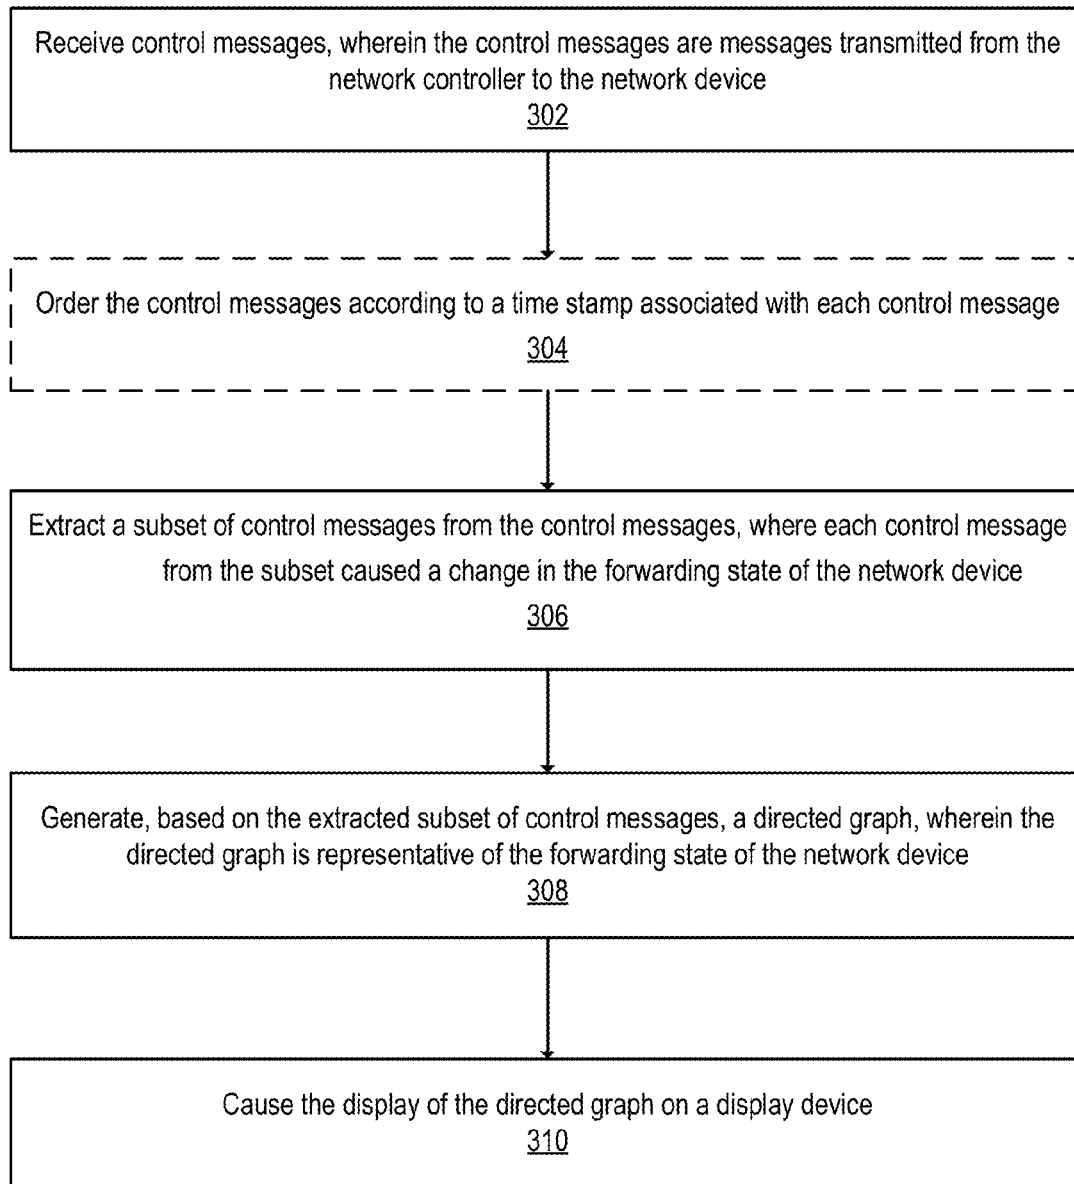 Receive control messages, wherein the control messages are messages transmitted from the
network controller to the network device
302
Order the control messages according to a time stamp associated with each control message
304
Extract a subset of control messages from the control messages, where each control message
from the subset caused a change in the forwarding state of the network device
306
Generate, based on the extracted subset of control messages, a directed graph, wherein the
directed graph is representative of the forwarding state of the network device
308
Cause the display of the directed graph on a display device
310